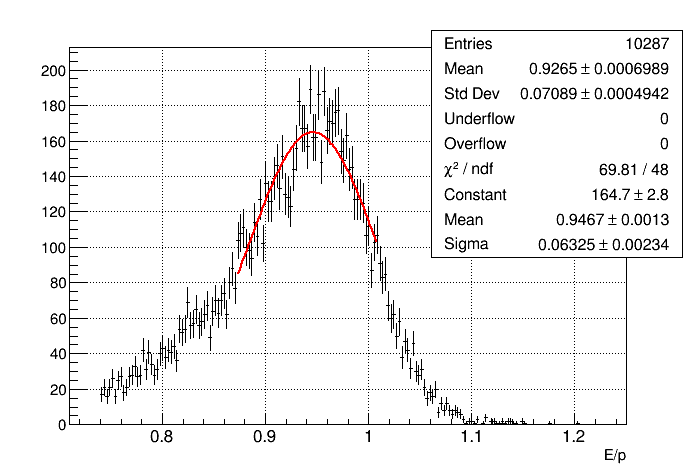 Entries 10287
Mean 0.9265 ± 0.0006989
Std Dev 0.07089 ± 0.0004942
Underflow 0
Overflow 0
χ² / ndf 69.81 / 48
Constant 164.7 ± 2.8
Mean 0.9467 ± 0.0013
Sigma 0.06325 ± 0.00234
200
180
160
140
120
100
80
60
40
20
0
0.8 0.9 1 1.1 1.2
E/p